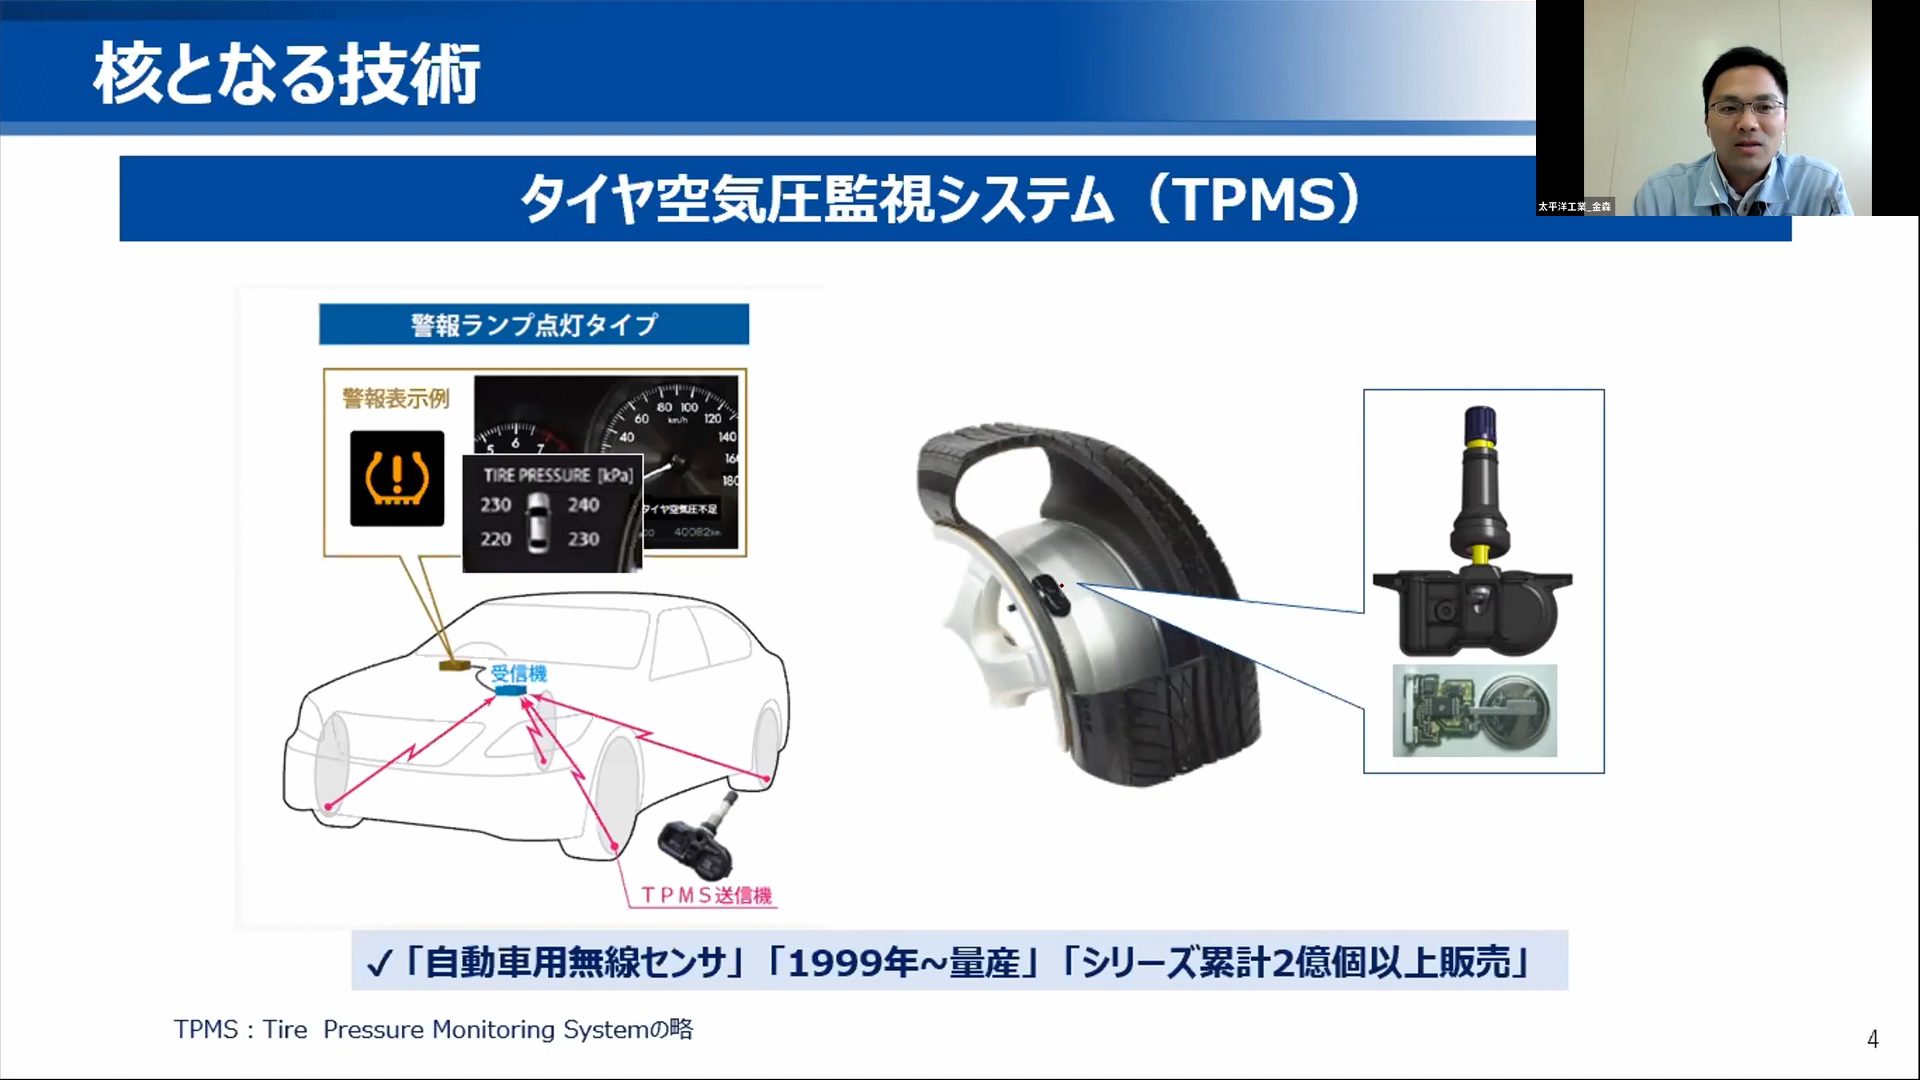 核となる技術
タイヤ空気圧監視システム（TPMS）
太平洋工業_金森
警報ランプ点灯タイプ
警報表示例
5 6 7
40 60 80 100 120 140 160 180
km/h
TIRE PRESSURE [kPa]
230 240
220 230
タイヤ空気圧不足
40082km
受信機
TPMS送信機
✓「自動車用無線センサ」「1999年~量産」「シリーズ累計2億個以上販売」
TPMS：Tire Pressure Monitoring Systemの略
4